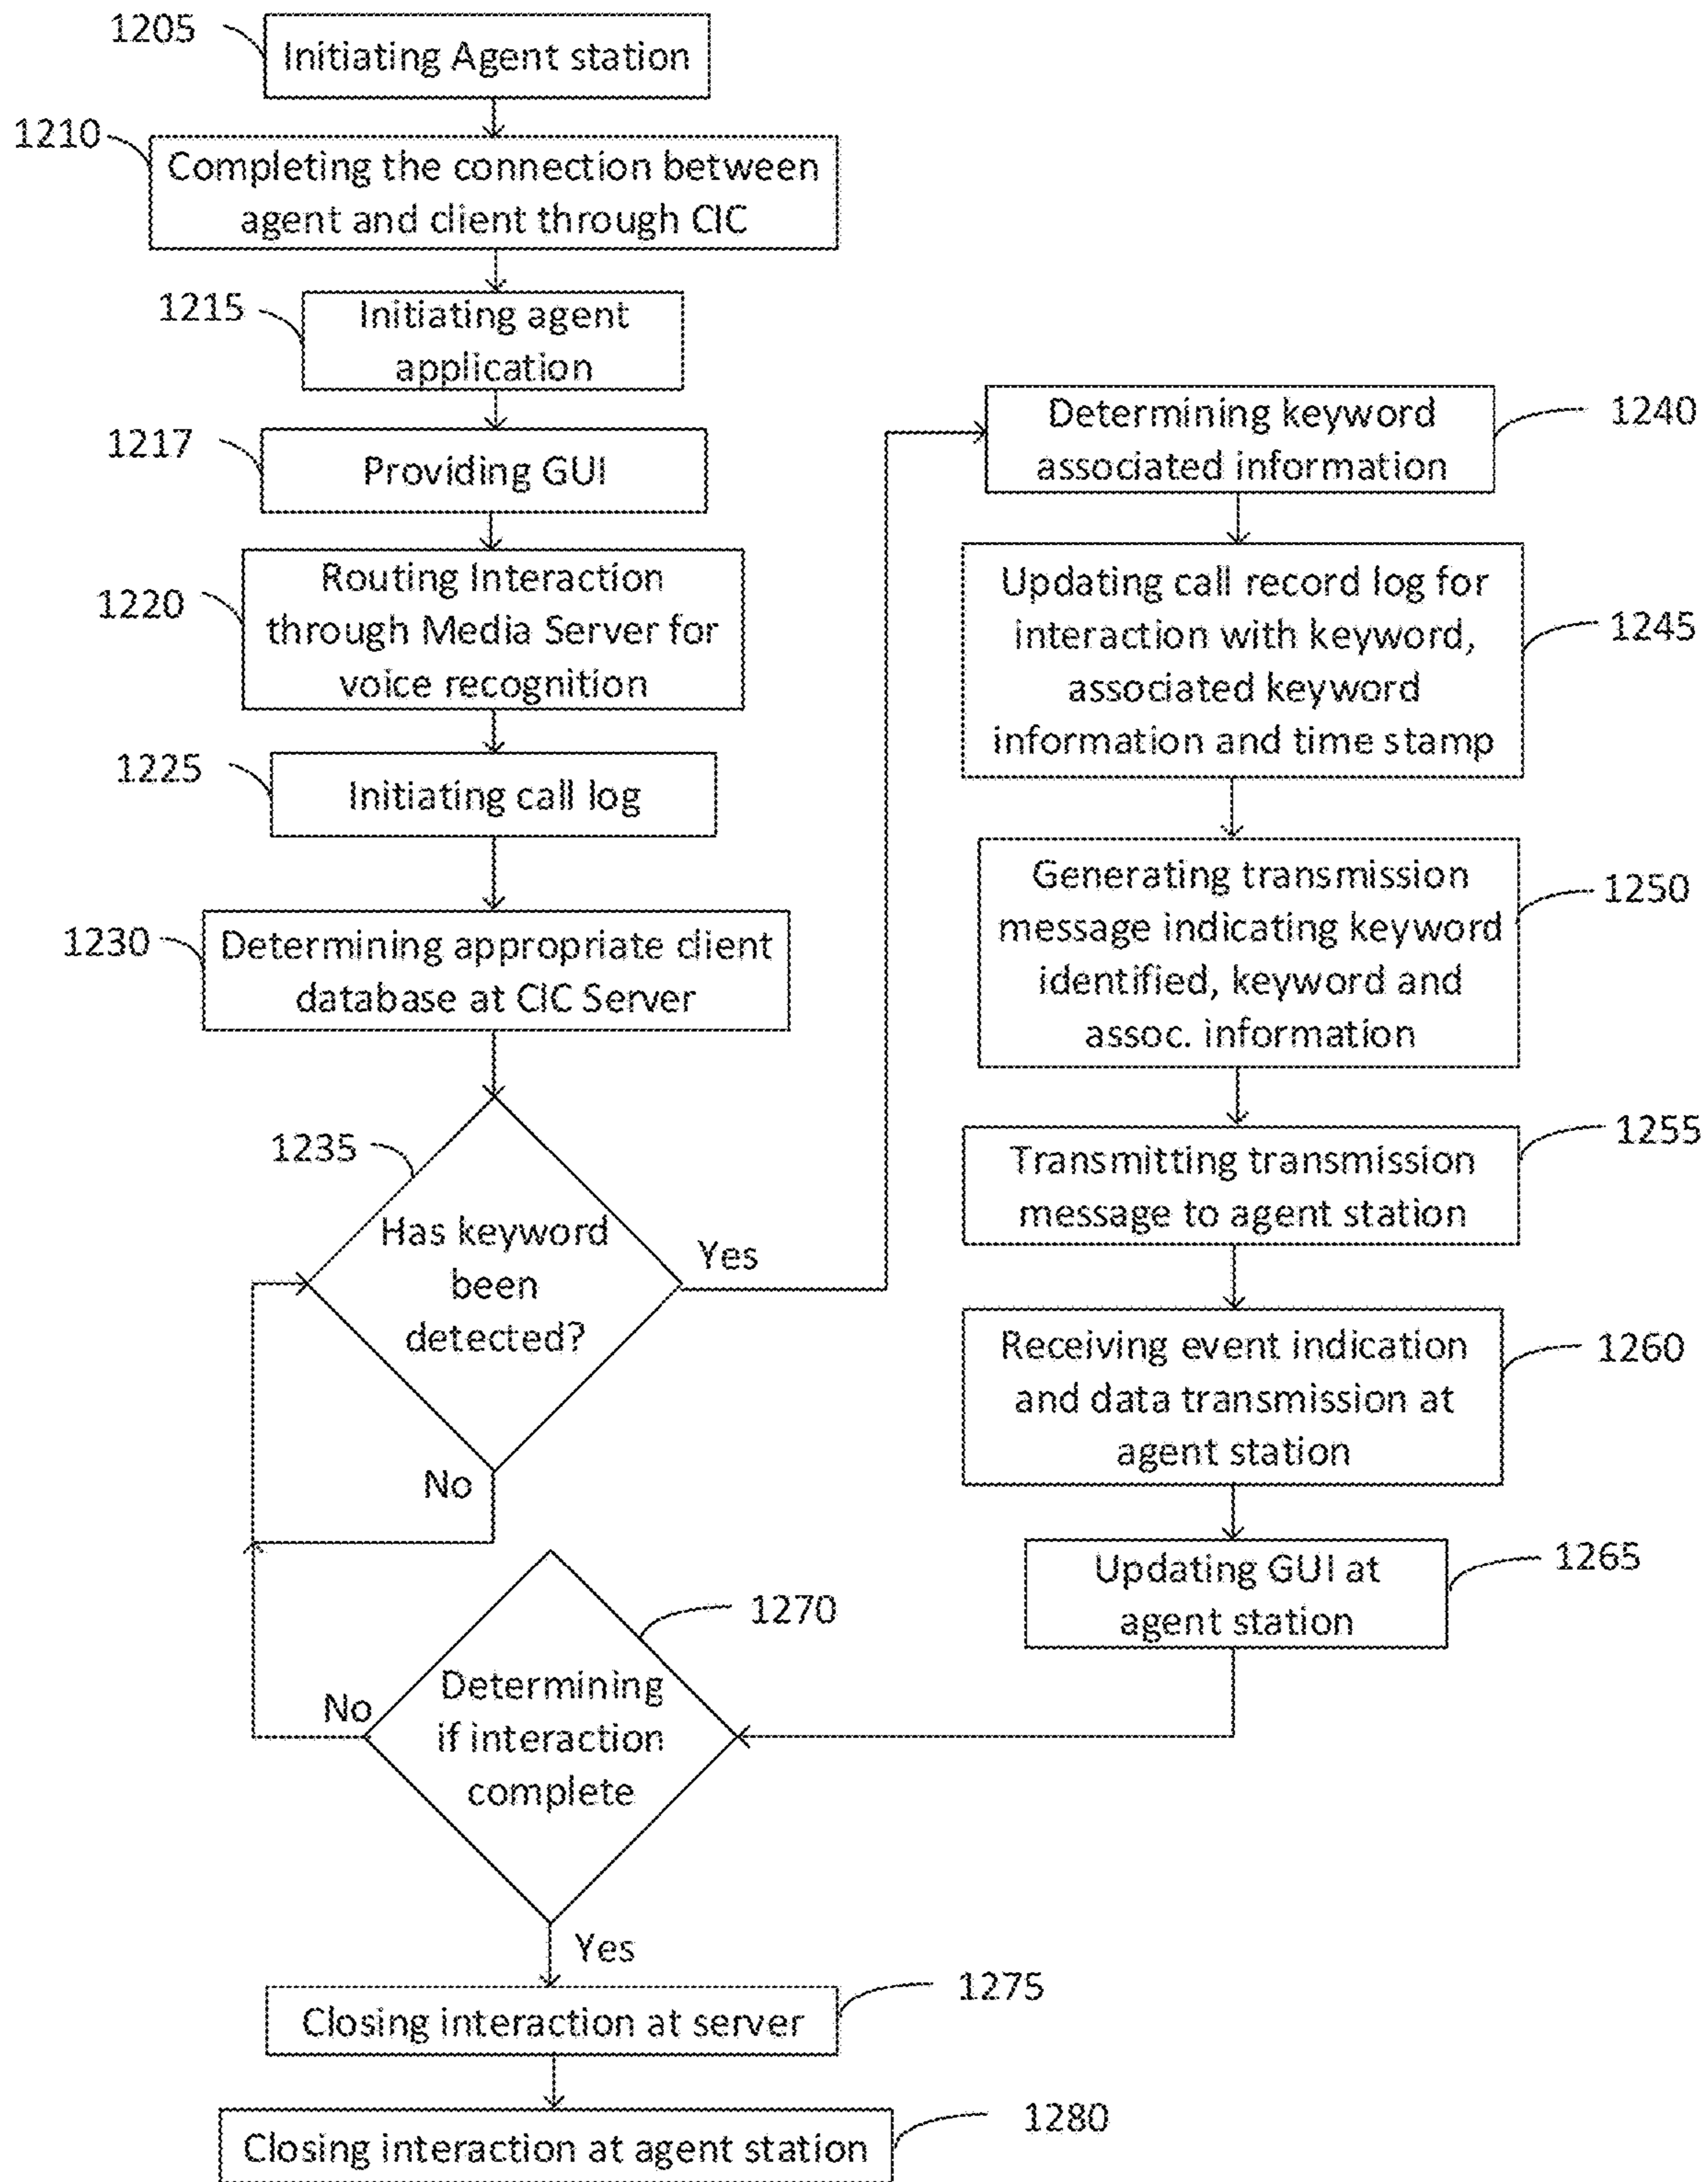 1205
Initiating Agent station
1210
Completing the connection between
agent and client through CIC
1215
Initiating agent
application
1217
Providing GUI
1220
Routing Interaction
through Media Server for
voice recognition
1225
Initiating call log
1230
Determining appropriate client
database at CIC Server
1235
Has keyword
been
detected?
Yes
No
1240
Determining keyword
associated information
1245
Updating call record log for
interaction with keyword,
associated keyword
information and time stamp
1250
Generating transmission
message indicating keyword
identified, keyword and
assoc. information
1255
Transmitting transmission
message to agent station
1260
Receiving event indication
and data transmission at
agent station
1265
Updating GUI at
agent station
1270
Determining
if interaction
complete
No
Yes
1275
Closing interaction at server
1280
Closing interaction at agent station